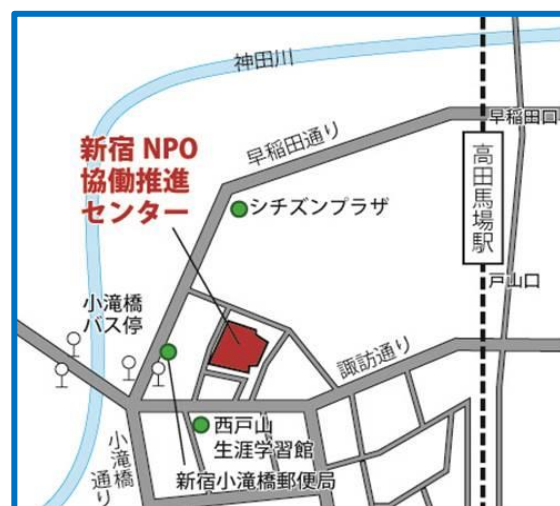 神田川
早稲田通り
早稲田口
新宿 NPO
協働推進
センター
高田馬場駅
シチズンプラザ
戸山口
小滝橋
バス停
諏訪通り
西戸山
生涯学習館
小滝橋
通り
新宿小滝橋郵便局